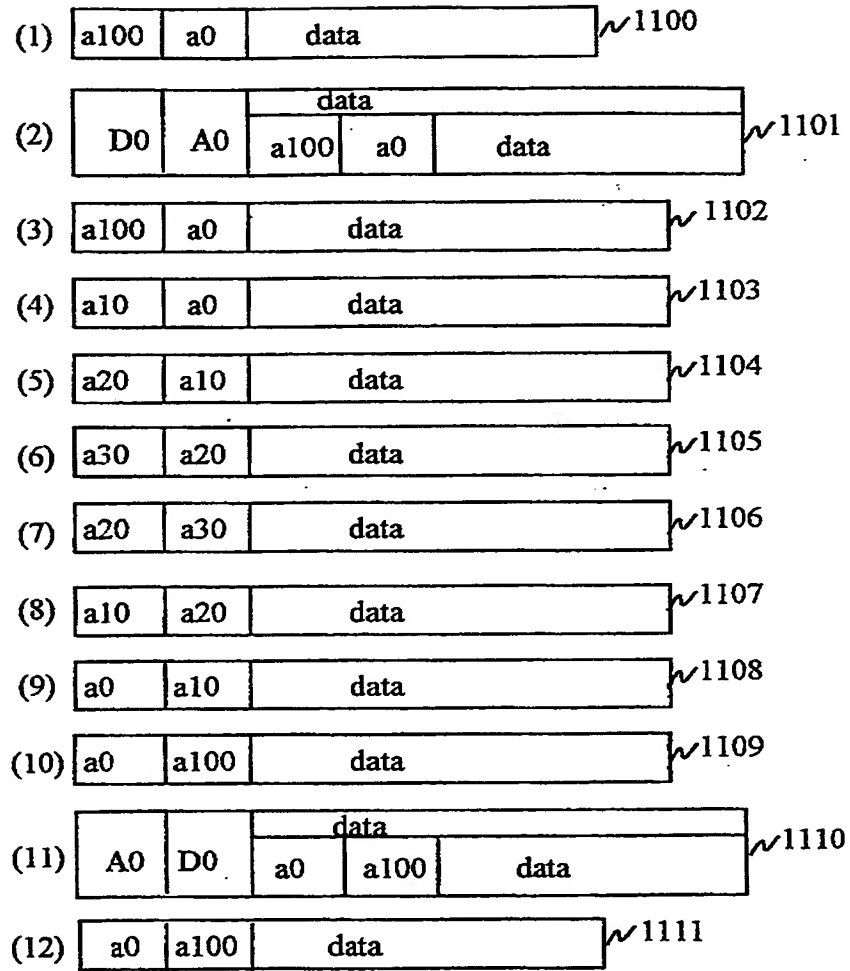 (1) a100 a0 data 1100
data
(2) D0 A0 a100 a0 data 1101
(3) a100 a0 data 1102
(4) a10 a0 data 1103
(5) a20 a10 data 1104
(6) a30 a20 data 1105
(7) a20 a30 data 1106
(8) a10 a20 data 1107
(9) a0 a10 data 1108
(10) a0 a100 data 1109
data
(11) A0 D0 a0 a100 data 1110
(12) a0 a100 data 1111